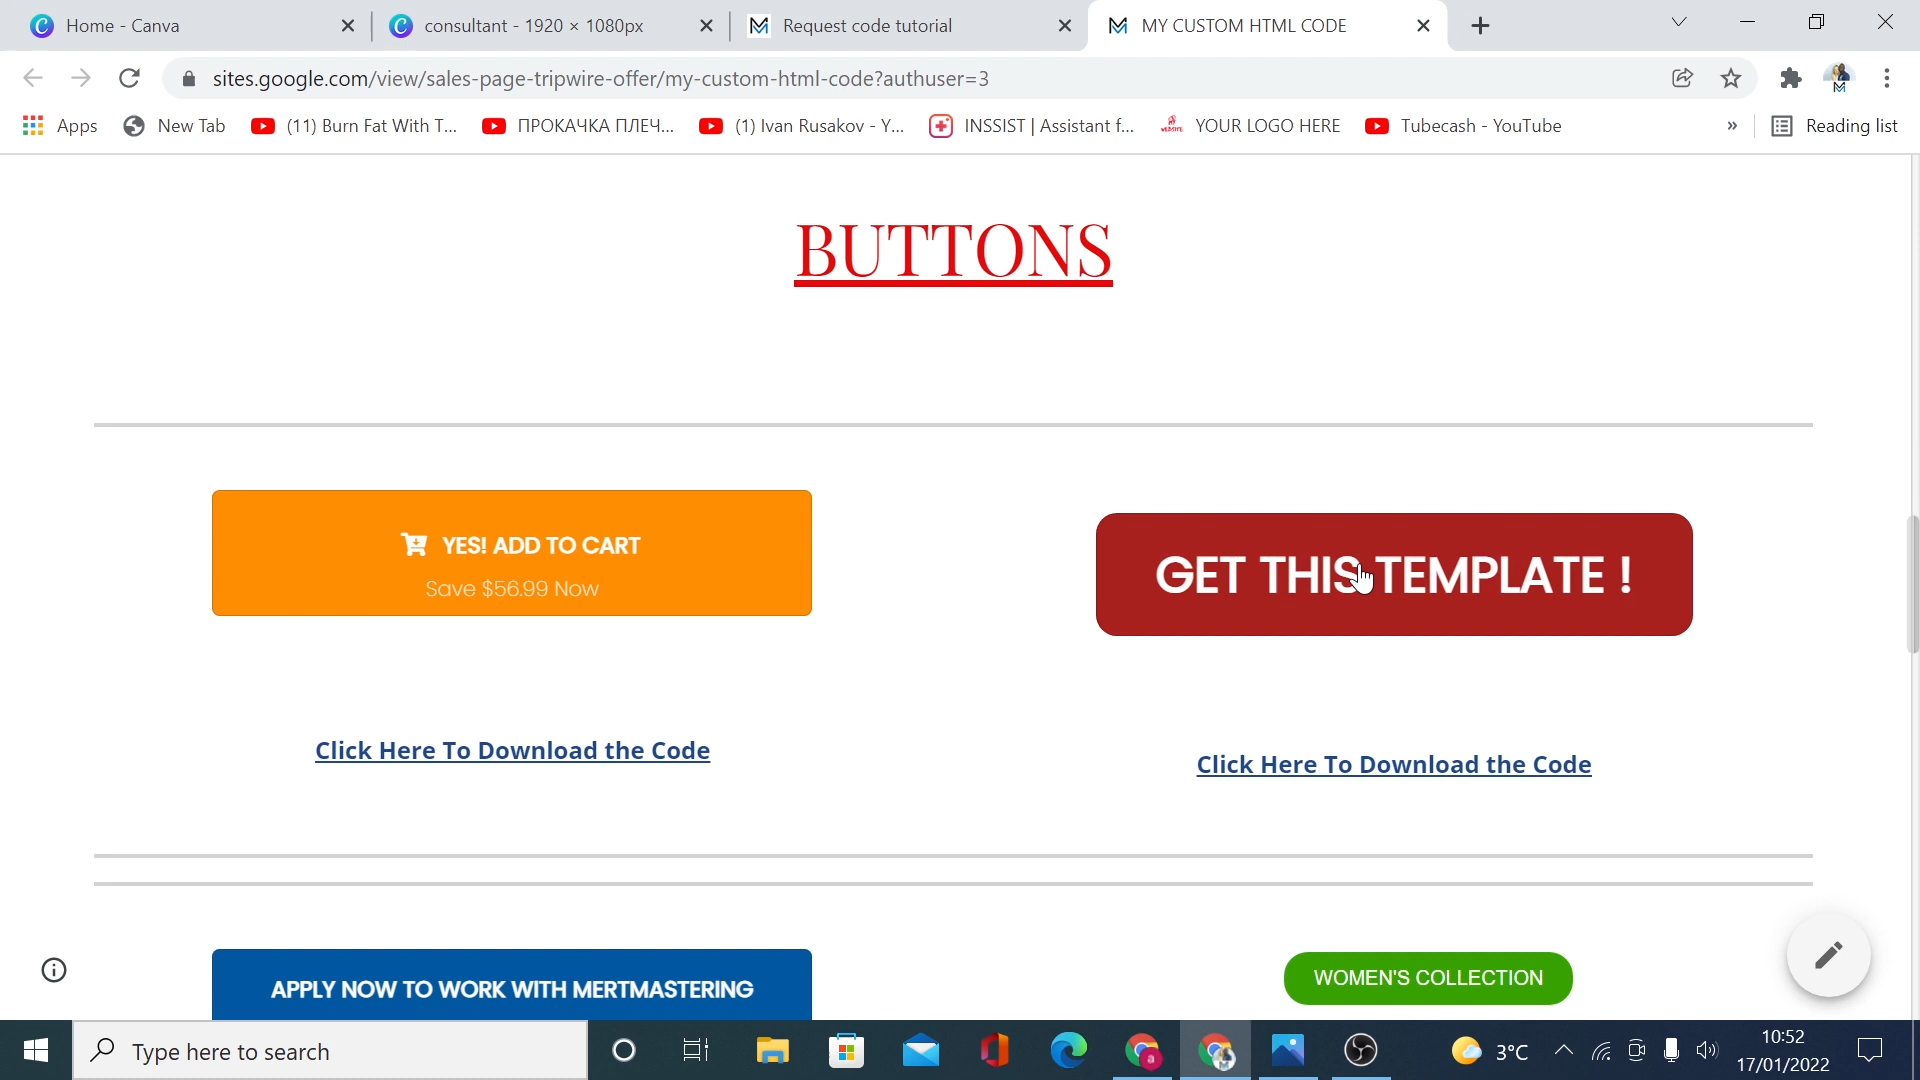 Home - Canva
consultant - 1920 × 1080px
Request code tutorial
MY CUSTOM HTML CODE
sites.google.com/view/sales-page-tripwire-offer/my-custom-html-code?authuser=3
Apps
New Tab
(11) Burn Fat With T...
ПРОКАЧКА ПЛЕЧ...
(1) Ivan Rusakov - Y...
INSSIST | Assistant f...
YOUR LOGO HERE
Tubecash - YouTube
»
Reading list
BUTTONS
YES! ADD TO CART
Save $56.99 Now
GET THIS TEMPLATE !
Click Here To Download the Code
Click Here To Download the Code
APPLY NOW TO WORK WITH MERTMASTERING
WOMEN'S COLLECTION
Type here to search
3°C
10:52
17/01/2022